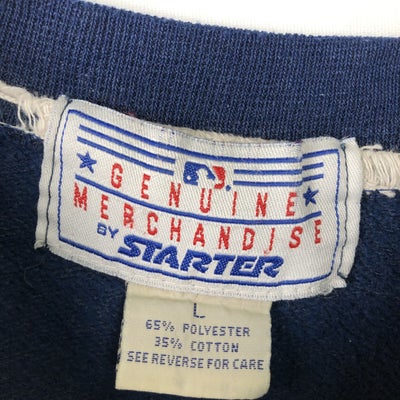 GENUINE
MERCHANDISE
BY STARTER
L
65% POLYESTER
35% COTTON
SEE REVERSE FOR CARE